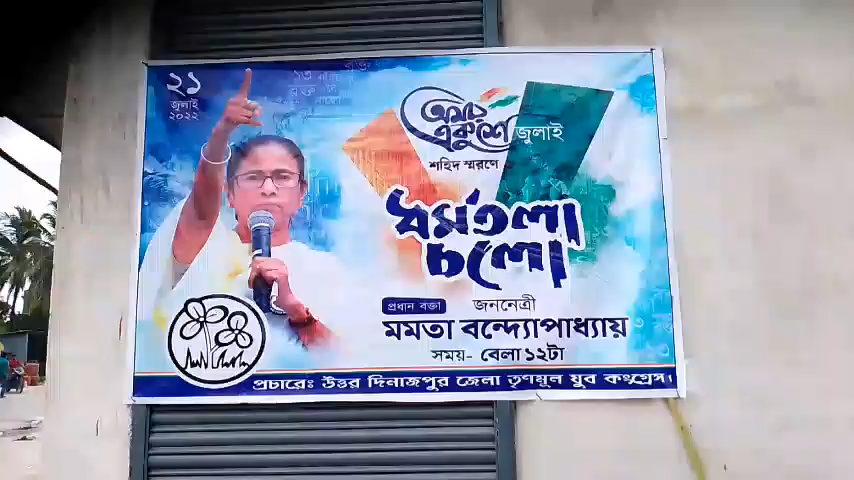 ২১
জুলাই
২০২২
অমর
একুশে জুলাই
শহিদ স্মরণে
ধর্মতলা
চলো
প্রধান বক্তা
জননেত্রী
মমতা বন্দ্যোপাধ্যায়
সময়- বেলা ১২টা
প্রচারেঃ উত্তর দিনাজপুর জেলা তৃণমূল যুব কংগ্রেস।